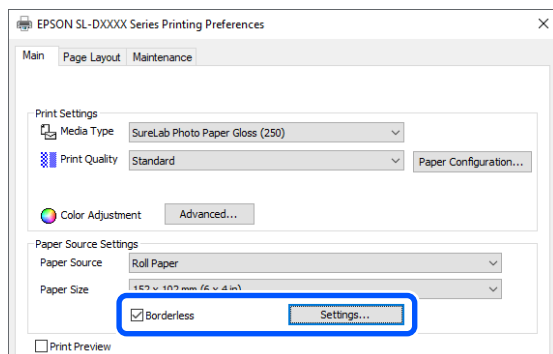 EPSON SL-DXXXX Series Printing Preferences
Main Page Layout Maintenance
Print Settings
Media Type SureLab Photo Paper Gloss (250)
Print Quality Standard Paper Configuration...
Color Adjustment Advanced...
Paper Source Settings
Paper Source Roll Paper
Paper Size 152 x 102 mm (6 x 4 in)
Borderless Settings...
Print Preview